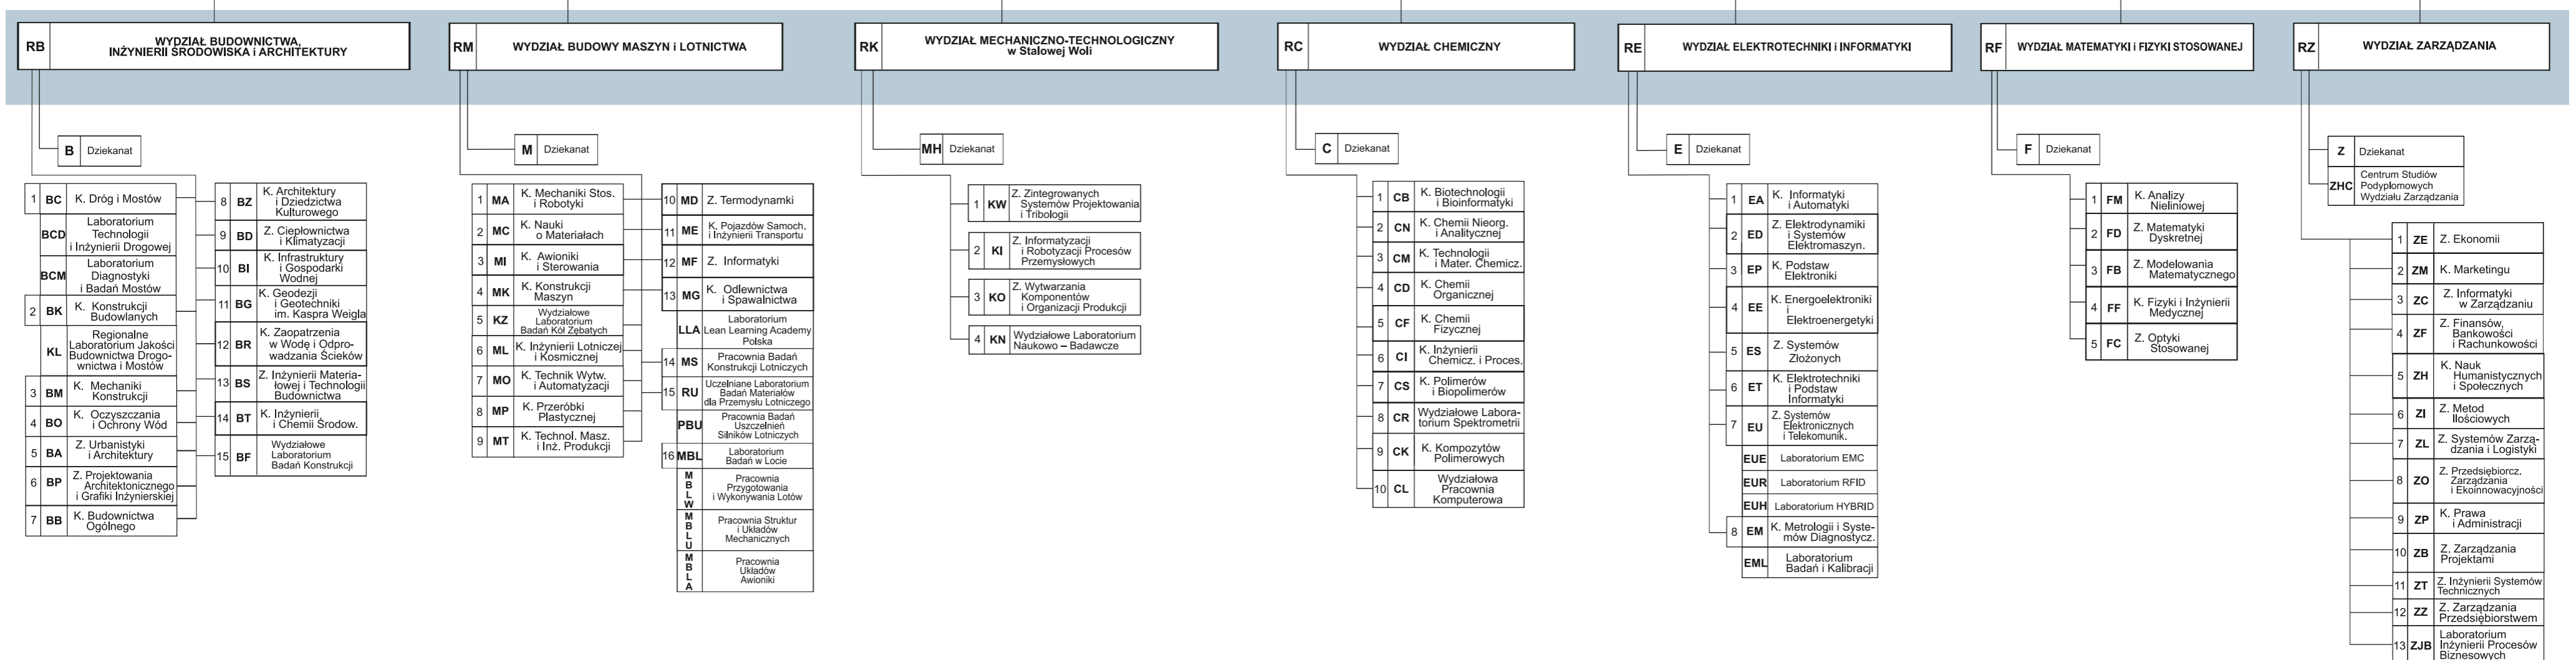 RB
WYDZIAŁ BUDOWNICTWA,
INŻYNIERII ŚRODOWISKA i ARCHITEKTURY
B Dziekanat
1 BC K. Dróg i Mostów
BCD Laboratorium
Technologii
i Inżynierii Drogowej
BCM Laboratorium
Diagnostyki
i Badań Mostów
2 BK K. Konstrukcji
Budowlanych
KL Regionalne
Laboratorium Jakości
Budownictwa Drogo-
wnictwa i Mostów
3 BM K. Mechaniki
Konstrukcji
4 BO K. Oczyszczania
i Ochrony Wód
5 BA Z. Urbanistyki
i Architektury
6 BP Z. Projektowania
Architektonicznego
i Grafiki Inżynierskiej
7 BB K. Budownictwa
Ogólnego
8 BZ K. Architektury
i Dziedzictwa
Kulturowego
9 BD Z. Ciepłownictwa
i Klimatyzacji
10 BI K. Infrastruktury
i Gospodarki
Wodnej
11 BG K. Geodezji
i Geotechniki
im. Kaspra Weigla
12 BR K. Zaopatrzenia
w Wodę i Odpro-
wadzania Ścieków
13 BS Z. Inżynierii Materia-
łowej i Technologii
Budownictwa
14 BT K. Inżynierii
i Chemii Środow.
15 BF Wydziałowe
Laboratorium
Badań Konstrukcji
RM WYDZIAŁ BUDOWY MASZYN i LOTNICTWA
M Dziekanat
1 MA K. Mechaniki Stos.
i Robotyki
2 MC K. Nauki
o Materiałach
3 MI K. Awioniki
i Sterowania
4 MK K. Konstrukcji
Maszyn
5 KZ Wydziałowe
Laboratorium
Badań Kół Zębatych
6 ML K. Inżynierii Lotniczej
i Kosmicznej
7 MO K. Technik Wytw.
i Automatyzacji
8 MP K. Przeróbki
Plastycznej
9 MT K. Technol. Masz.
i Inż. Produkcji
10 MD Z. Termodynamki
11 ME K. Pojazdów Samoch.
i Inżynierii Transportu
12 MF Z. Informatyki
13 MG K. Odlewnictwa
i Spawalnictwa
LLA Laboratorium
Lean Learning Academy
Polska
14 MS Pracownia Badań
Konstrukcji Lotniczych
15 RU Uczelniane Laboratorium
Badań Materiałów
dla Przemysłu Lotniczego
PBU Pracownia Badań
Uszczelnień
Silników Lotniczych
16 MBL Laboratorium
Badań w Locie
MBLW Pracownia
Przygotowania
i Wykonywania Lotów
MBLU Pracownia Struktur
i Układów
Mechanicznych
MBLA Pracownia
Układów
Awioniki
RK WYDZIAŁ MECHANICZNO-TECHNOLOGICZNY
w Stalowej Woli
MH Dziekanat
1 KW Z. Zintegrowanych
Systemów Projektowania
i Tribologii
2 KI Z. Informatyzacji
i Robotyzacji Procesów
Przemysłowych
3 KO Z. Wytwarzania
Komponentów
i Organizacji Produkcji
4 KN Wydziałowe Laboratorium
Naukowo – Badawcze
RC WYDZIAŁ CHEMICZNY
C Dziekanat
1 CB K. Biotechnologii
i Bioinformatyki
2 CN K. Chemii Nieorg.
i Analitycznej
3 CM K. Technologii
i Mater. Chemicz.
4 CD K. Chemii
Organicznej
5 CF K. Chemii
Fizycznej
6 CI K. Inżynierii
Chemicz. i Proces.
7 CS K. Polimerów
i Biopolimerów
8 CR Wydziałowe Labora-
torium Spektrometrii
9 CK K. Kompozytów
Polimerowych
10 CL Wydziałowa
Pracownia
Komputerowa
RE WYDZIAŁ ELEKTROTECHNIKI i INFORMATYKI
E Dziekanat
1 EA K. Informatyki
i Automatyki
2 ED Z. Elektrodynamiki
i Systemów
Elektromaszyn.
3 EP K. Podstaw
Elektroniki
4 EE K. Energoelektroniki
i
Elektroenergetyki
5 ES Z. Systemów
Złożonych
6 ET K. Elektrotechniki
i Podstaw
Informatyki
7 EU Z. Systemów
Elektronicznych
i Telekomunik.
EUE Laboratorium EMC
EUR Laboratorium RFID
EUH Laboratorium HYBRID
8 EM K. Metrologii i Syste-
mów Diagnostycz.
EML Laboratorium
Badań i Kalibracji
RF WYDZIAŁ MATEMATYKI i FIZYKI STOSOWANEJ
F Dziekanat
1 FM K. Analizy
Nieliniowej
2 FD Z. Matematyki
Dyskretnej
3 FB Z. Modelowania
Matematycznego
4 FF K. Fizyki i Inżynierii
Medycznej
5 FC Z. Optyki
Stosowanej
RZ WYDZIAŁ ZARZĄDZANIA
Z Dziekanat
ZHC Centrum Studiów
Podyplomowych
Wydziału Zarządzania
1 ZE Z. Ekonomii
2 ZM K. Marketingu
3 ZC Z. Informatyki
w Zarządzaniu
4 ZF Z. Finansów,
Bankowości
i Rachunkowości
5 ZH K. Nauk
Humanistycznych
i Społecznych
6 ZI Z. Metod
Ilościowych
7 ZL Z. Systemów Zarzą-
dzania i Logistyki
8 ZO Z. Przedsiębiorcz.
Zarządzania
i Ekoinnowacyjności
9 ZP K. Prawa
i Administracji
10 ZB Z. Zarządzania
Projektami
11 ZT Z. Inżynierii Systemów
Technicznych
12 ZZ Z. Zarządzania
Przedsiębiorstwem
13 ZJB Laboratorium
Inżynierii Procesów
Biznesowych